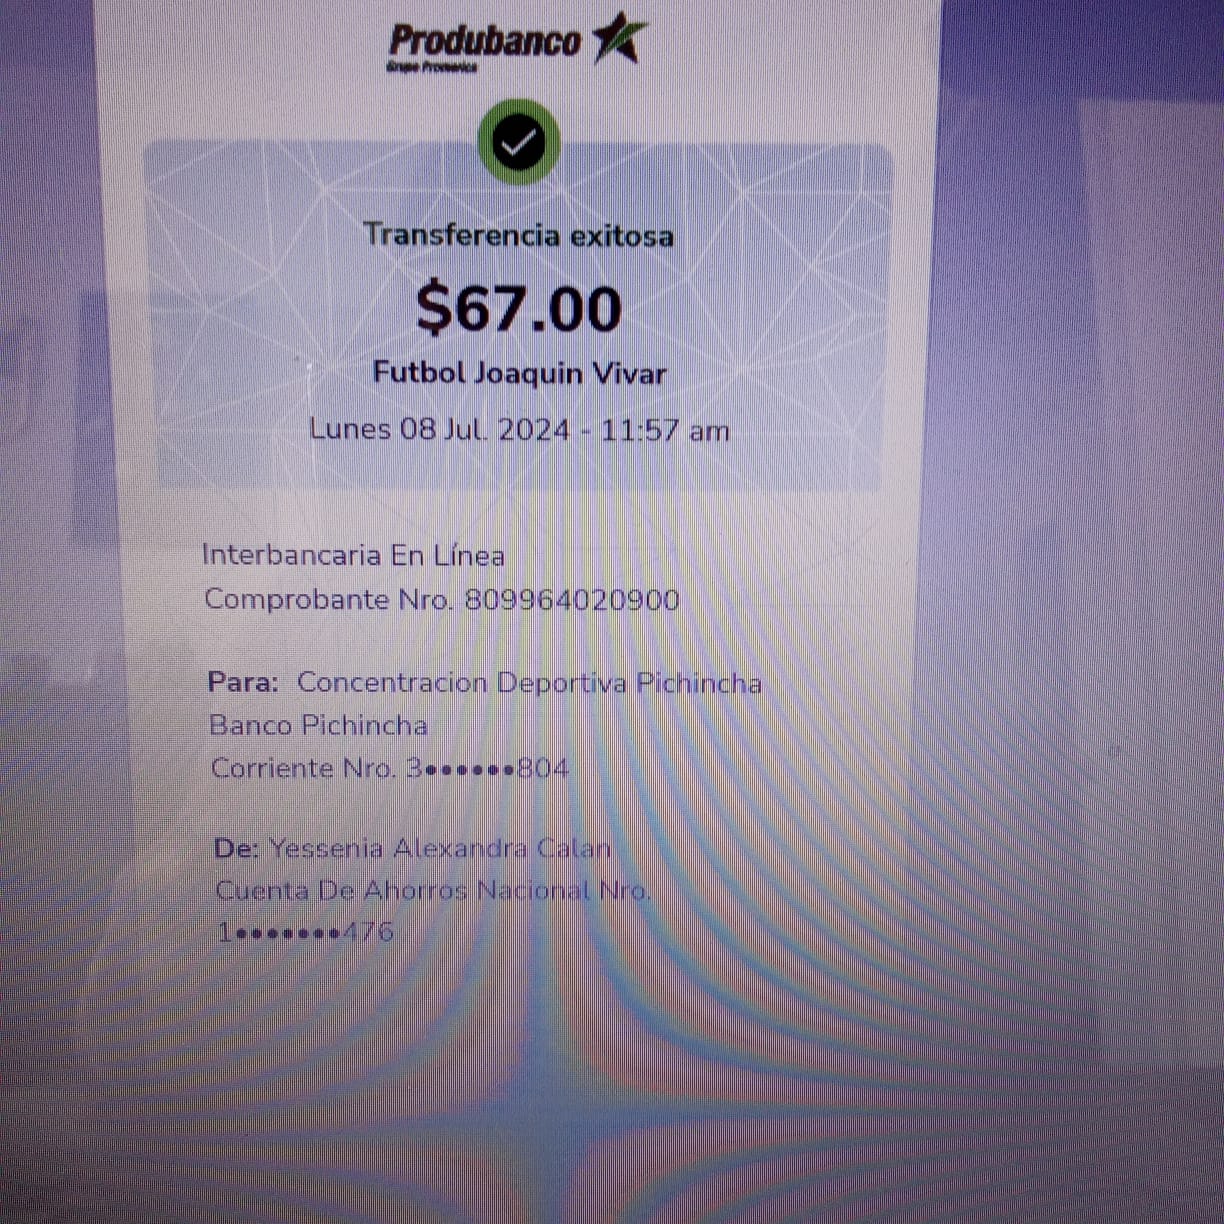 Produbanco
Grupo Promerica
Transferencia exitosa
$67.00
Futbol Joaquin Vivar
Lunes 08 Jul. 2024 - 11:57 am
Interbancaria En Línea
Comprobante Nro. 809964020900
Para: Concentracion Deportiva Pichincha
Banco Pichincha
Corriente Nro. 3••••••804
De: Yessenia Alexandra Calan
Cuenta De Ahorros Nacional Nro.
1•••••••476